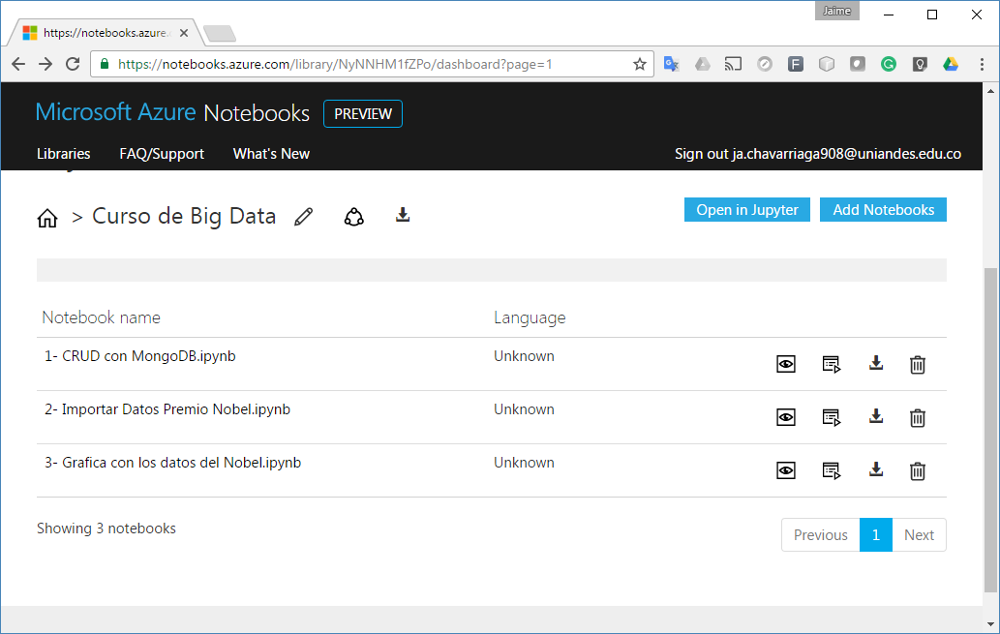 Jaime
https://notebooks.azure.
https://notebooks.azure.com/library/NyNNHM1fZPo/dashboard?page=1
Microsoft Azure Notebooks PREVIEW
Libraries FAQ/Support What's New Sign out ja.chavarriaga908@uniandes.edu.co
> Curso de Big Data Open in Jupyter Add Notebooks
Notebook name Language
1- CRUD con MongoDB.ipynb Unknown
2- Importar Datos Premio Nobel.ipynb Unknown
3- Grafica con los datos del Nobel.ipynb Unknown
Showing 3 notebooks Previous 1 Next